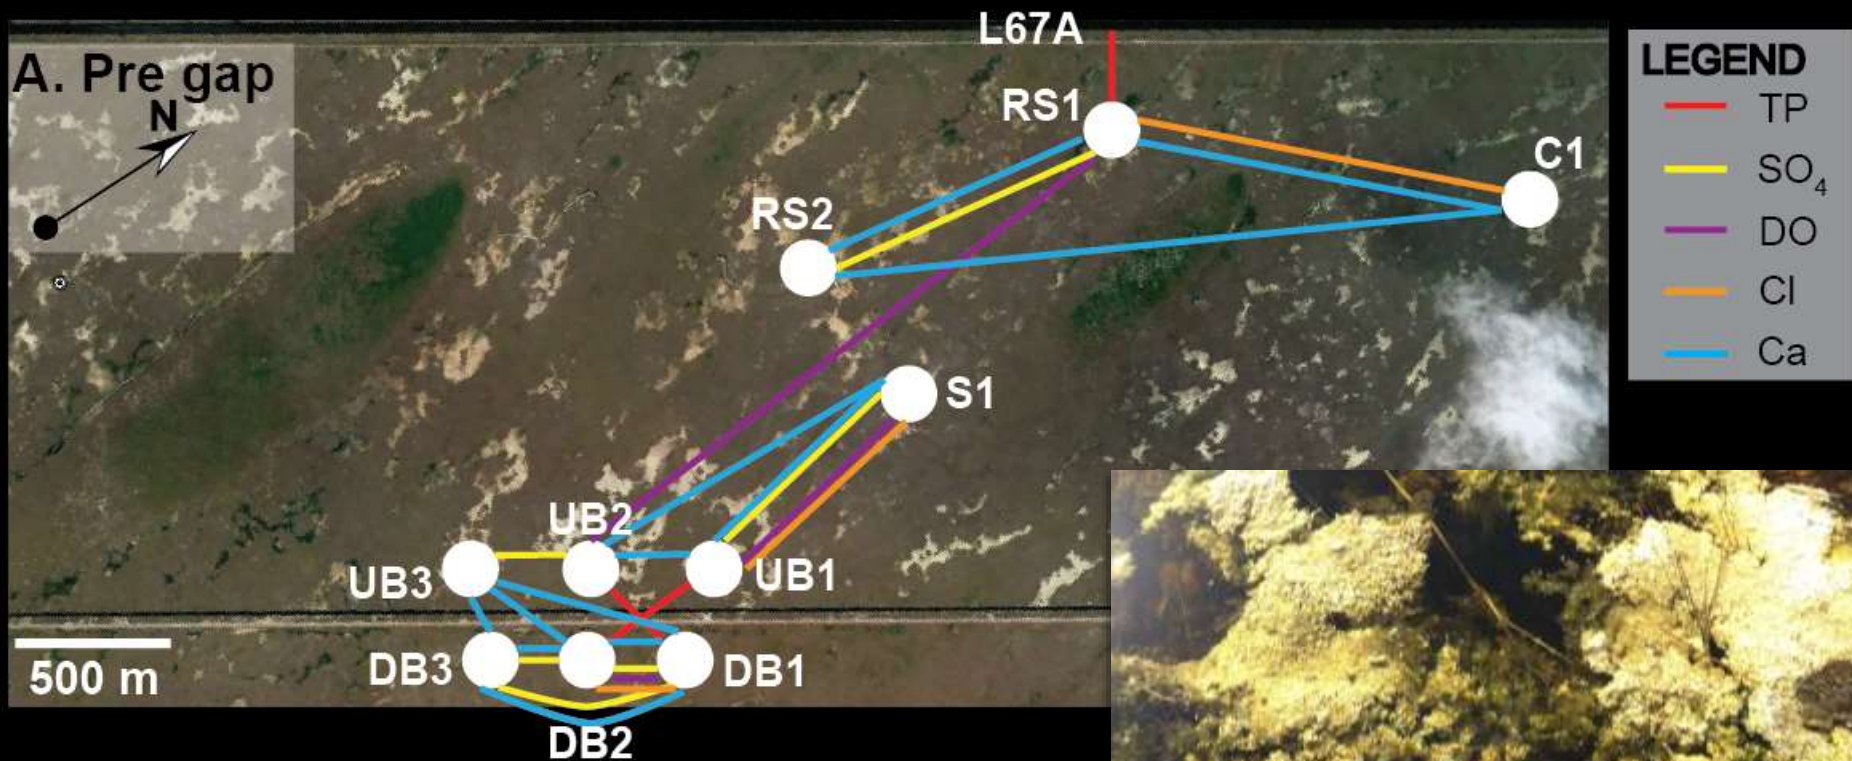 L67A
A. Pre gap
N
RS1
C1
RS2
S1
UB2
UB3
UB1
DB3
DB1
DB2
500 m
LEGEND
TP
SO₄
DO
Cl
Ca